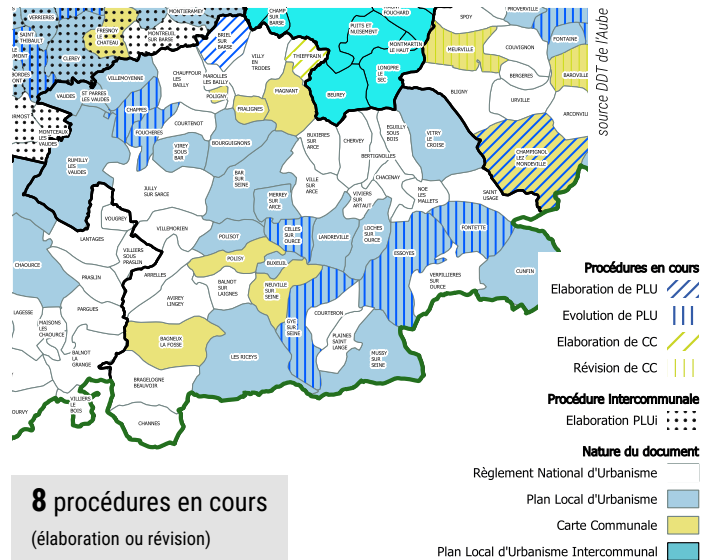 VERRIERES
SAINT
THIBAULT
CLEREY
FRESNOY
LE
CHATEAU
MONTIERAMEY
MONTREUIL
SUR BARSE
BRIEL
SUR
BARSE
CHAMP
SUR
BARSE
PUITS ET
NUISEMENT
FOUCHARD
MONTMARTIN
LE HAUT
LONGPRE
LE
SEC
BEUREY
THIEFFRAIN
VILLY
EN
TRODES
MAGNANT
MAROLLES
LES BAILLY
POLIGNY
FRALIGNES
CHAUFFOUR
LES
BAILLY
VILLEMOYENNE
ST PARRES
LES VAUDES
VAUDES
CHAPPES
FOUCHERES
COURTENOT
VIREY
SOUS
BAR
BOURGUIGNONS
MONTCEAUX
LES
VAUDES
RUMILLY
LES
VAUDES
JULLY
SUR SARCE
BAR
SUR
SEINE
MERREY
SUR
ARCE
BUXIERES
SUR
ARCE
VILLE
SUR
ARCE
CHERVEY
EGUILLY
SOUS
BOIS
BERTIGNOLLES
CHACENAY
VIVIERS
SUR
ARTAUT
VITRY
LE
CROISE
NOE
LES
MALLETS
SAINT
USAGE
SPOY
MEURVILLE
COUVIGNON
BERGERES
URVILLE
BLIGNY
PROVERVILLE
FONTAINE
BAROVILLE
ARCONVILL
CHAMPIGNOL
LEZ
MONDEVILLE
VOUGREY
LANTAGES
VILLIERS
SOUS
PRASLIN
PRASLIN
CHAOURCE
PARGUES
LAGESSE
MAISONS
LES
CHAOURCE
BALNOT
LA
GRANGE
VILLIERS
LE
BOIS
VILLEMORIEN
ARRELLES
AVIREY
LINGEY
POLISOT
POLISY
BALNOT
SUR
LAIGNES
BUXEUIL
NEUVILLE
SUR
SEINE
CELLES
SUR
OURCE
LANDREVILLE
LOCHES
SUR
OURCE
ESSOYES
FONTETTE
VERPILLIERES
SUR OURCE
CUNFIN
COURTERON
GYE
SUR
SEINE
PLAINES
SAINT
LANGE
MUSSY
SUR
SEINE
LES RICEYS
BAGNEUX
LA FOSSE
BRAGELOGNE
BEAUVOIR
CHANNES
source DDT de l'Aube
Procédures en cours
Elaboration de PLU
Evolution de PLU
Elaboration de CC
Révision de CC
Procédure Intercommunale
Elaboration PLUi
Nature du document
Règlement National d'Urbanisme
Plan Local d'Urbanisme
Carte Communale
Plan Local d'Urbanisme Intercommunal
8 procédures en cours
(élaboration ou révision)